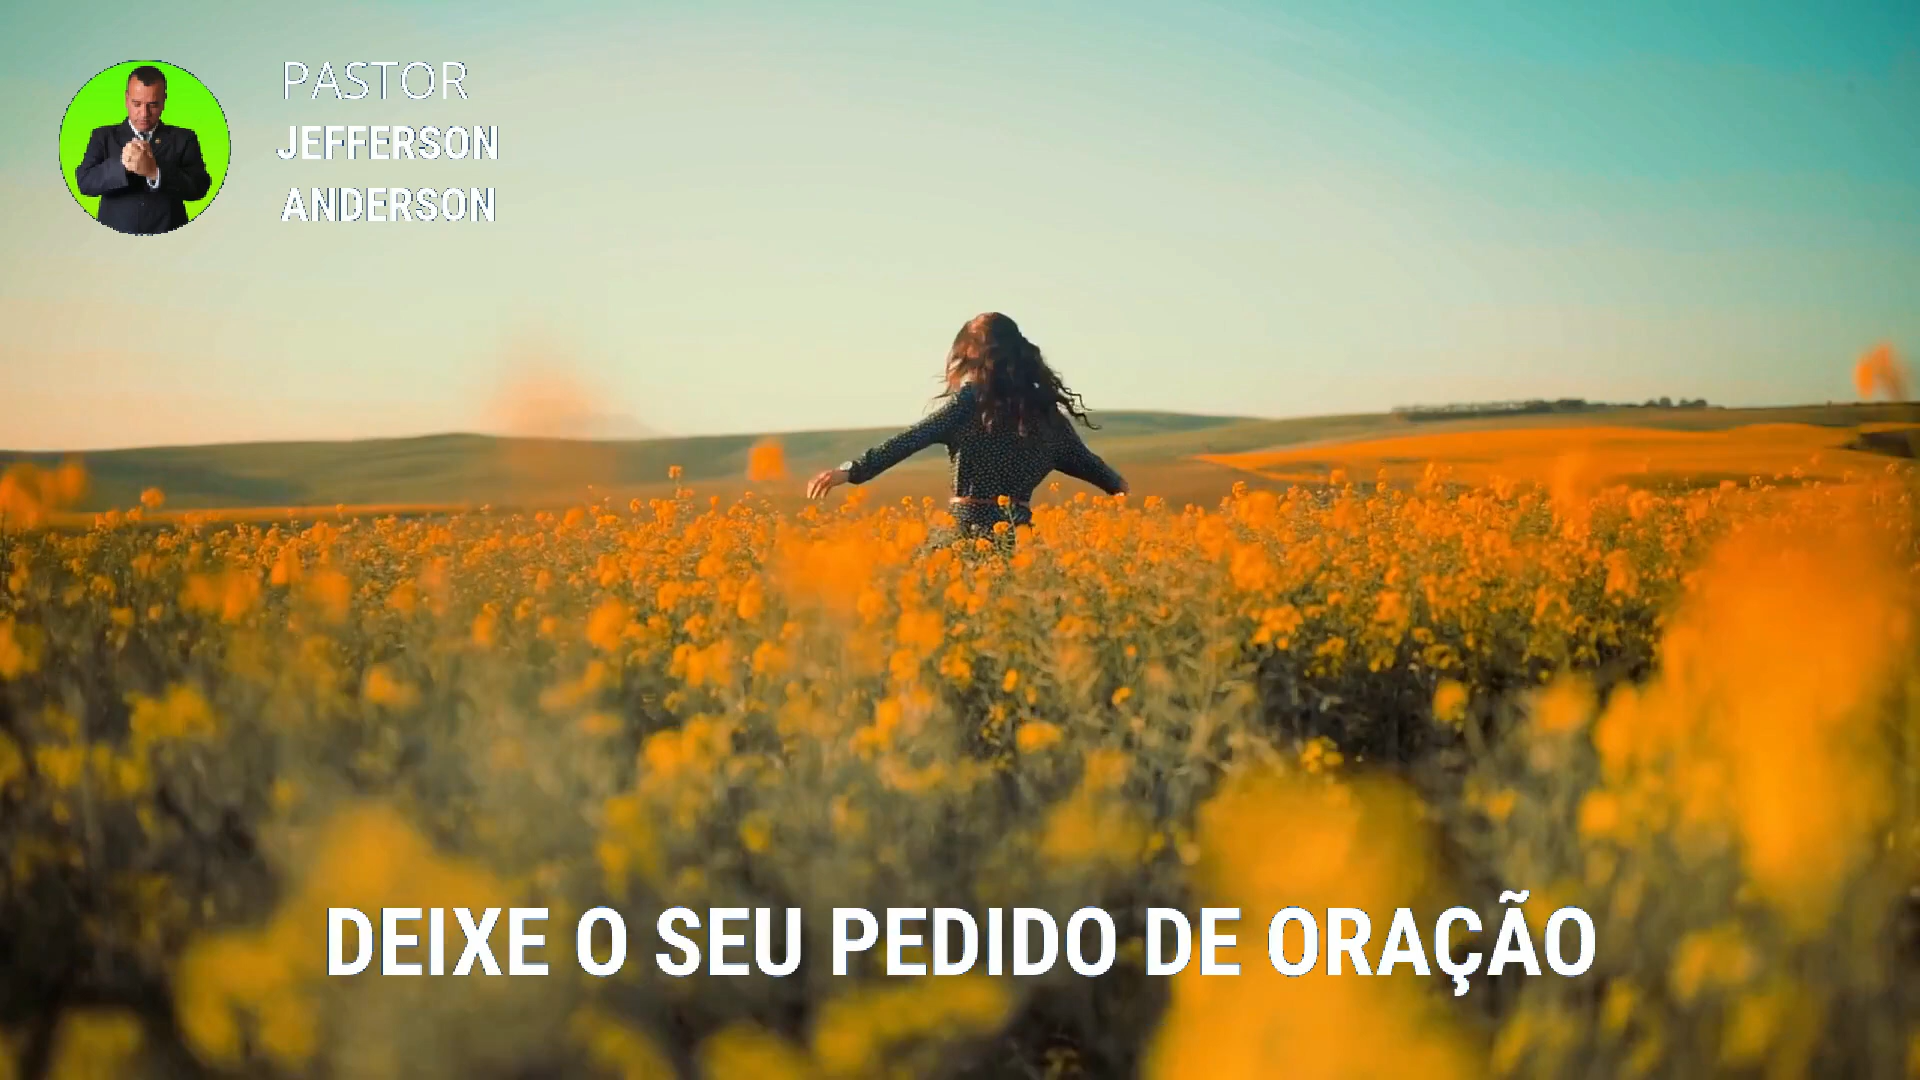 PASTOR
JEFFERSON
ANDERSON
DEIXE O SEU PEDIDO DE ORAÇÃO